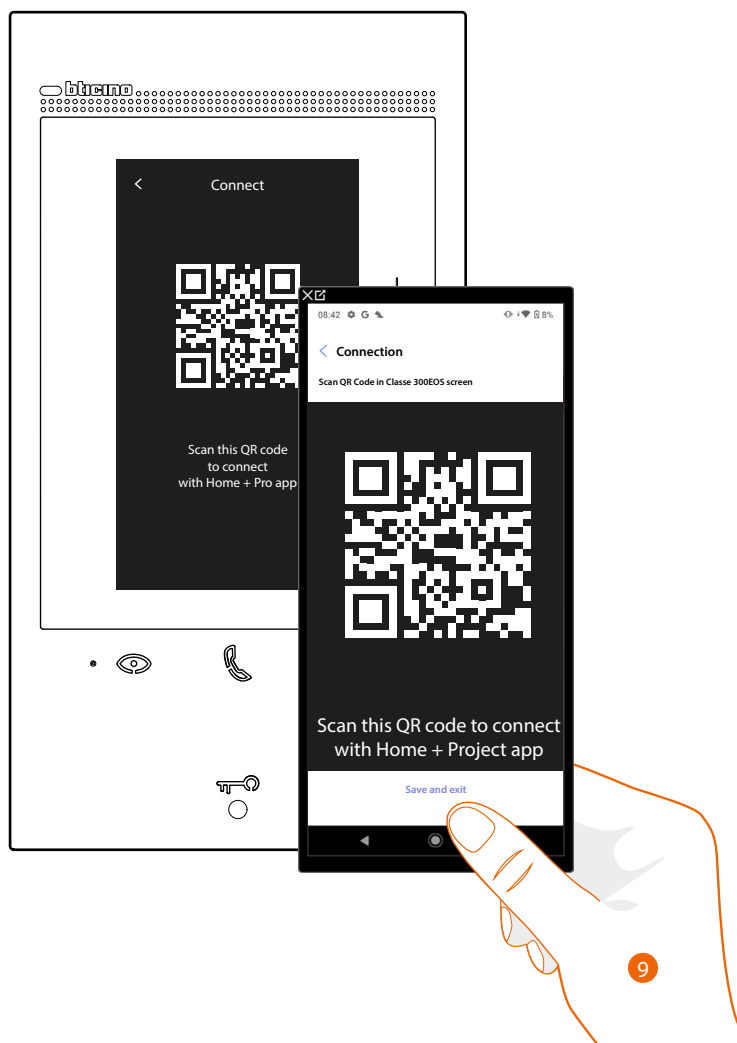 bticino
Connect
Scan this QR code
to connect
with Home + Pro app
08:42
8%
Connection
Scan QR Code in Classe 300EOS screen
Scan this QR code to connect
with Home + Project app
Save and exit
9